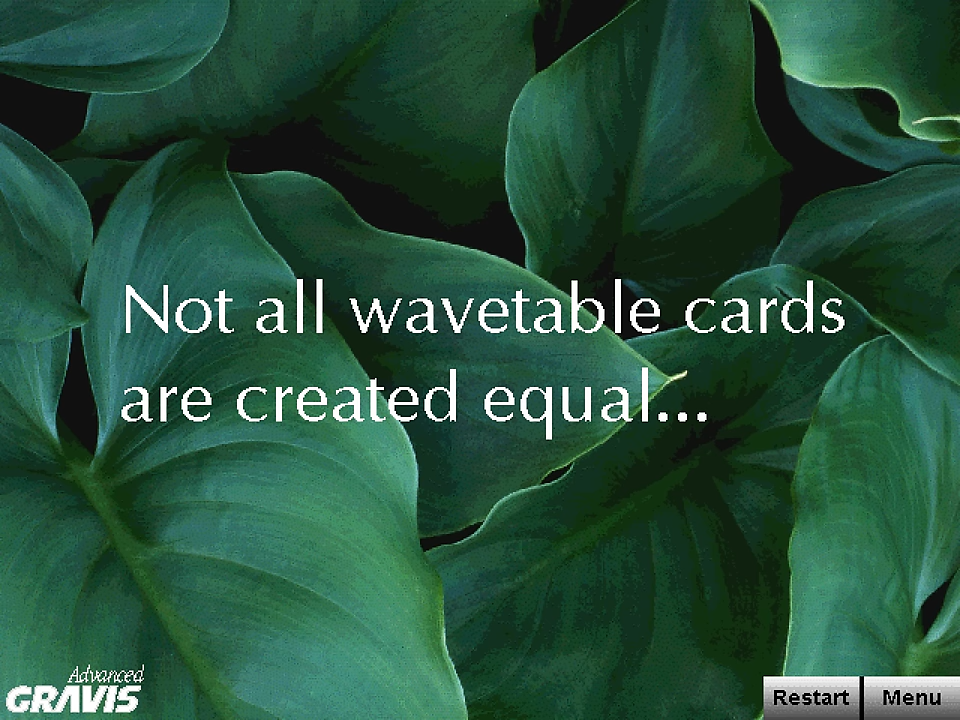 Not all wavetable cards
are created equal...
Advanced
GRAVIS
Restart
Menu